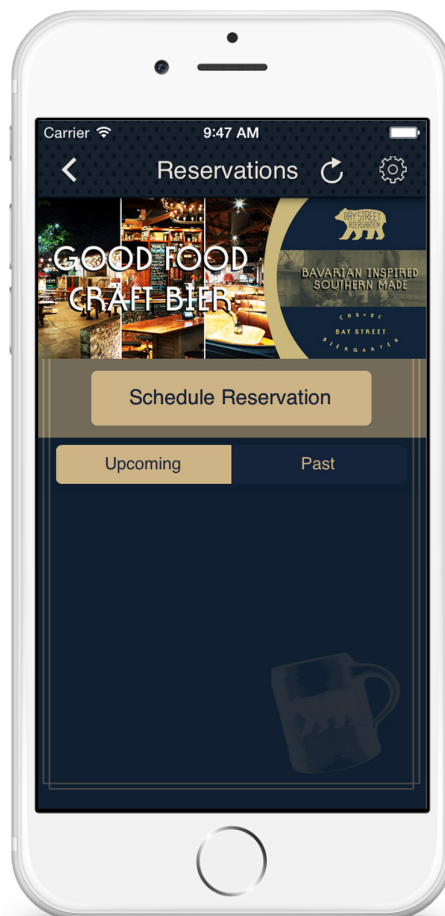 Carrier
9:47 AM
Reservations
GOOD FOOD
CRAFT BIER
BAY STREET
BIERGARTEN
BAVARIAN INSPIRED
SOUTHERN MADE
CHS•SC
BAY STREET
BIERGARTEN
Schedule Reservation
Upcoming
Past